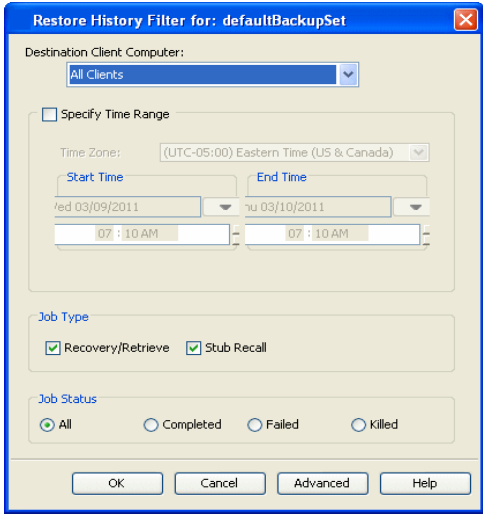 Restore History Filter for: defaultBackupSet
Destination Client Computer:
All Clients
Specify Time Range
Time Zone: (UTC-05:00) Eastern Time (US & Canada)
Start Time End Time
03/09/2011 03/10/2011
07 : 10 AM 07 : 10 AM
Job Type
Recovery/Retrieve Stub Recall
Job Status
All Completed Failed Killed
OK Cancel Advanced Help